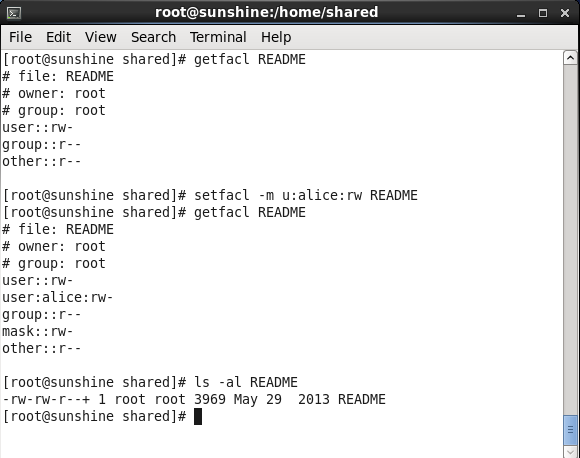 root@sunshine:/home/shared
File Edit View Search Terminal Help
[root@sunshine shared]# getfacl README
# file: README
# owner: root
# group: root
user::rw-
group::r--
other::r--
[root@sunshine shared]# setfacl -m u:alice:rw README
[root@sunshine shared]# getfacl README
# file: README
# owner: root
# group: root
user::rw-
user:alice:rw-
group::r--
mask::rw-
other::r--
[root@sunshine shared]# ls -al README
-rw-rw-r--+ 1 root root 3969 May 29  2013 README
[root@sunshine shared]#